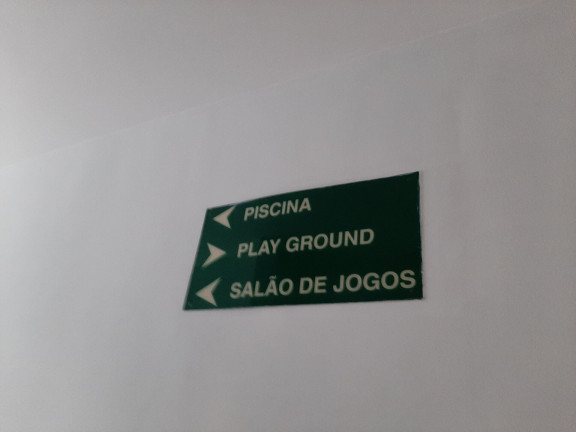 PISCINA
PLAY GROUND
SALÃO DE JOGOS